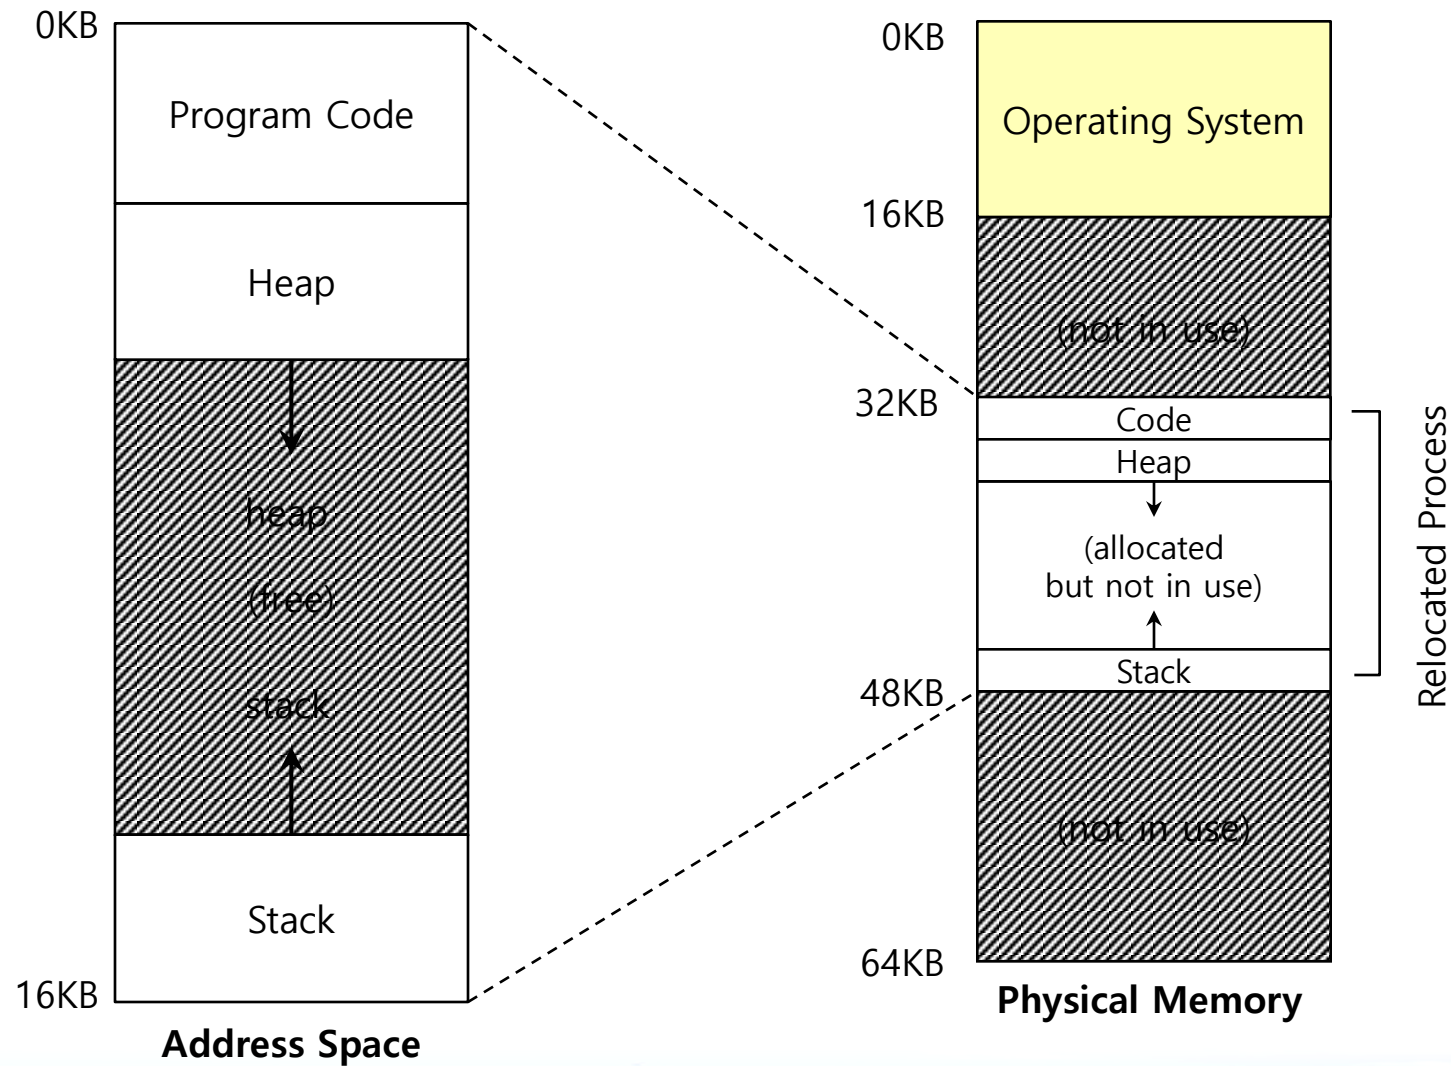 0KB
Program Code
Heap
heap
(free)
stack
Stack
16KB
Address Space
0KB
Operating System
16KB
(not in use)
32KB
Code
Heap
(allocated
but not in use)
Stack
48KB
(not in use)
64KB
Physical Memory
Relocated Process